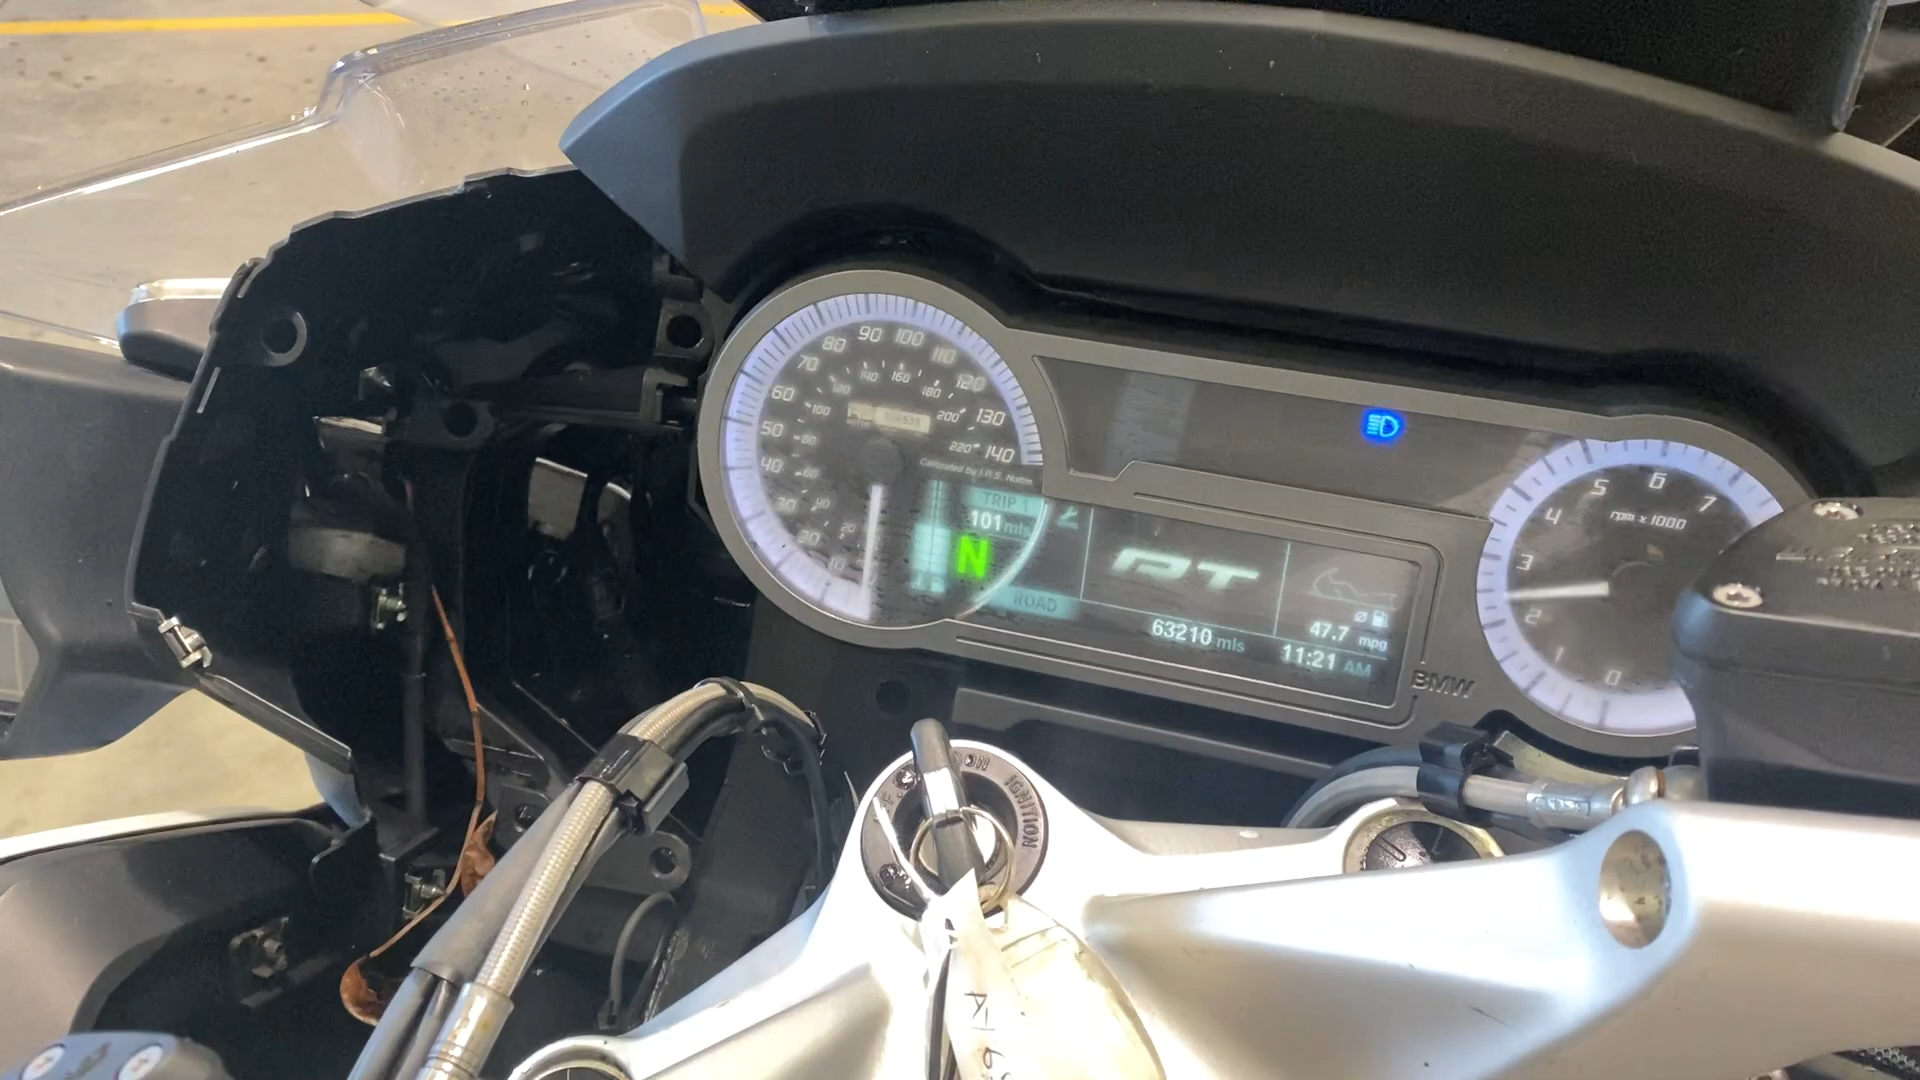 90 100 110 120 130 140
80 70 60 50 40 30 20 10
220 200 180 160 140 120 100 80 60 40 20
Calibrated by I.R.S. Nottm
TRIP 1
101 mls
N
ROAD
RT
63210 mls
47.7 mpg
11:21 AM
BMW
0 1 2 3 4 5 6 7
rpm x 1000
ON
IGNITION